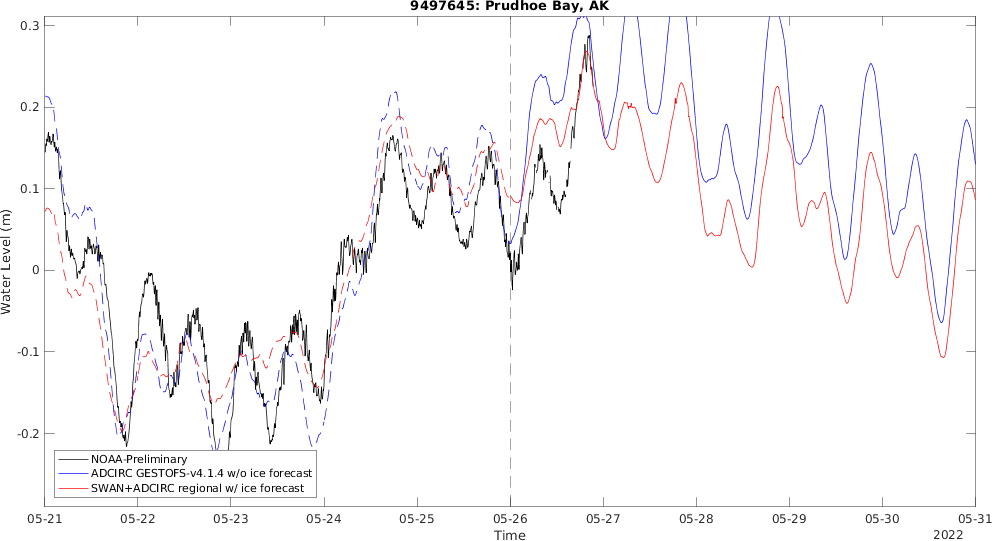 9497645: Prudhoe Bay, AK
0.3
0.2
0.1
0
-0.1
-0.2
Water Level (m)
NOAA-Preliminary
ADCIRC GESTOFS-v4.1.4 w/o ice forecast
SWAN+ADCIRC regional w/ ice forecast
05-21 05-22 05-23 05-24 05-25 05-26 05-27 05-28 05-29 05-30 05-31
Time
2022